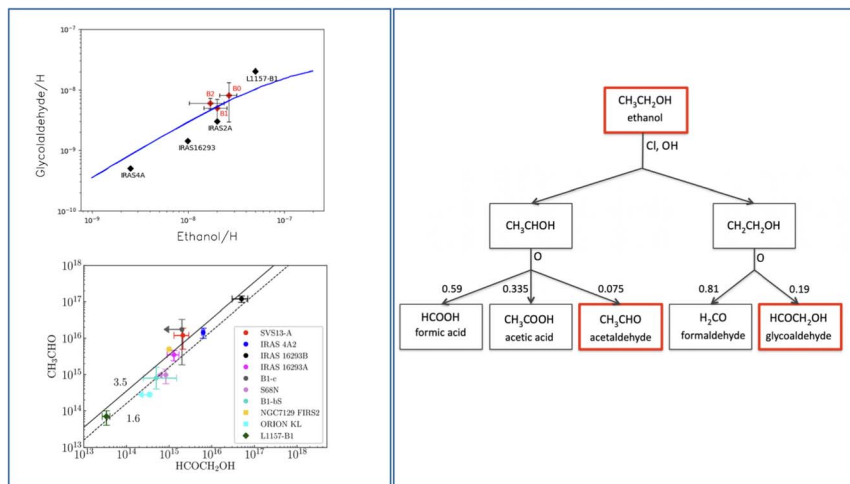 10⁻⁷
10⁻⁸
10⁻⁹
10⁻¹⁰
Glycolaldehyde/H
L1157-B1
B2
B0
B1
IRAS2A
IRAS16293
IRAS4A
10⁻⁹
10⁻⁸
10⁻⁷
Ethanol/H
10¹⁸
10¹⁷
10¹⁶
10¹⁵
10¹⁴
10¹³
CH₃CHO
3.5
1.6
SVS13-A
IRAS 4A2
IRAS 16293B
IRAS 16293A
B1-c
S68N
B1-bS
NGC7129 FIRS2
ORION KL
L1157-B1
10¹³
10¹⁴
10¹⁵
10¹⁶
10¹⁷
10¹⁸
HCOCH₂OH
CH₃CH₂OH
ethanol
Cl, OH
CH₃CHOH
CH₂CH₂OH
O
O
0.59
0.335
0.075
0.81
0.19
HCOOH
formic acid
CH₃COOH
acetic acid
CH₃CHO
acetaldehyde
H₂CO
formaldehyde
HCOCH₂OH
glycoaldehyde